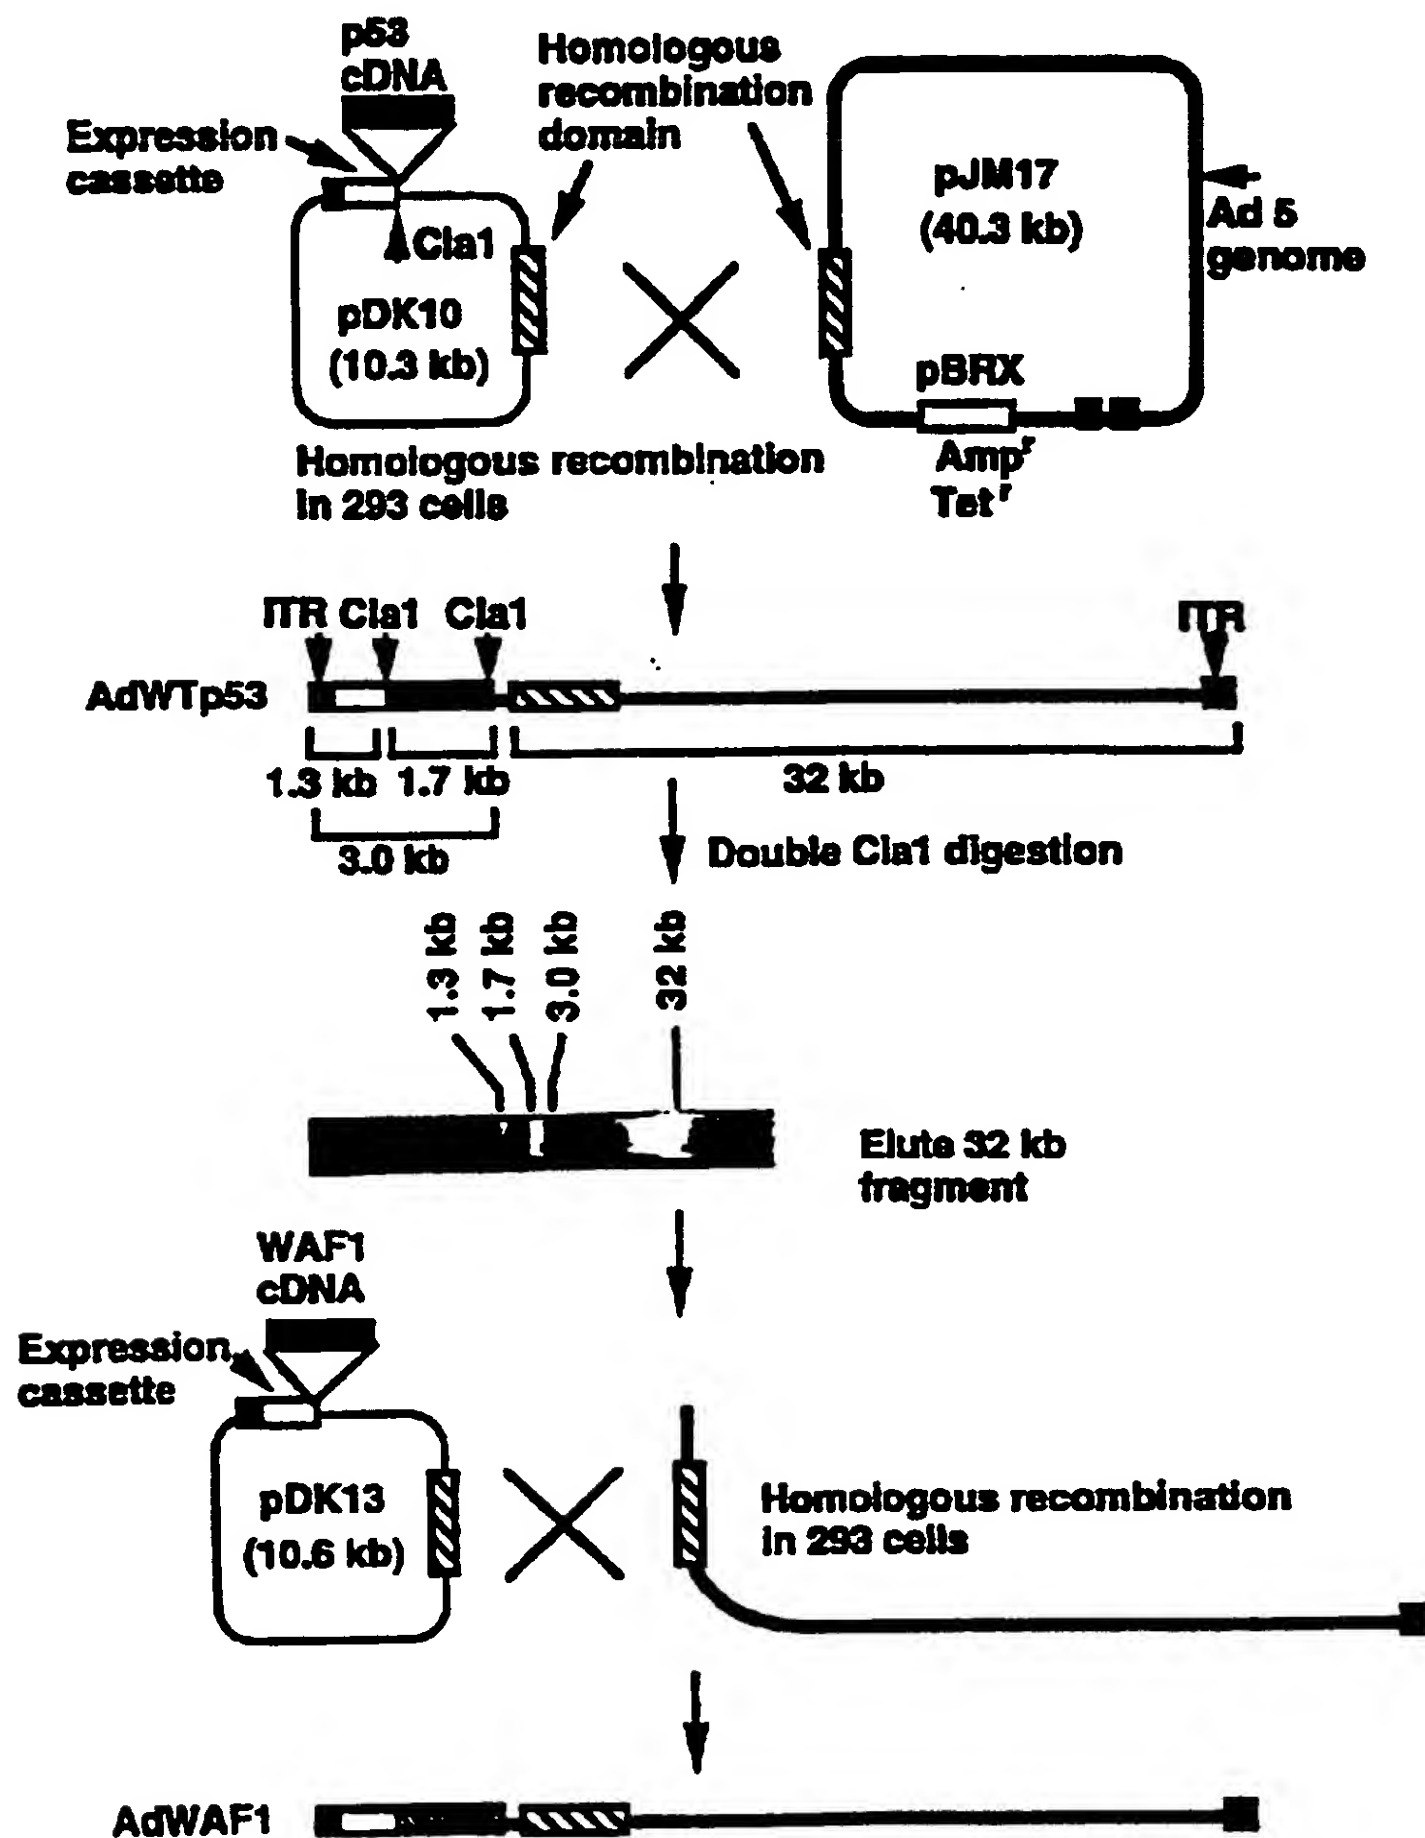 p53
cDNA
Homologous
recombination
domain
Expression
cassette
Cla1
pDK10
(10.3 kb)
pJM17
(40.3 kb)
Ad 5
genome
pBRX
Amp^r
Tet^r
Homologous recombination
in 293 cells
ITR Cla1 Cla1
ITR
AdWTp53
1.3 kb 1.7 kb
32 kb
3.0 kb
Double Cla1 digestion
1.3 kb
1.7 kb
3.0 kb
32 kb
Elute 32 kb
fragment
WAF1
cDNA
Expression
cassette
pDK13
(10.6 kb)
Homologous recombination
in 293 cells
AdWAF1